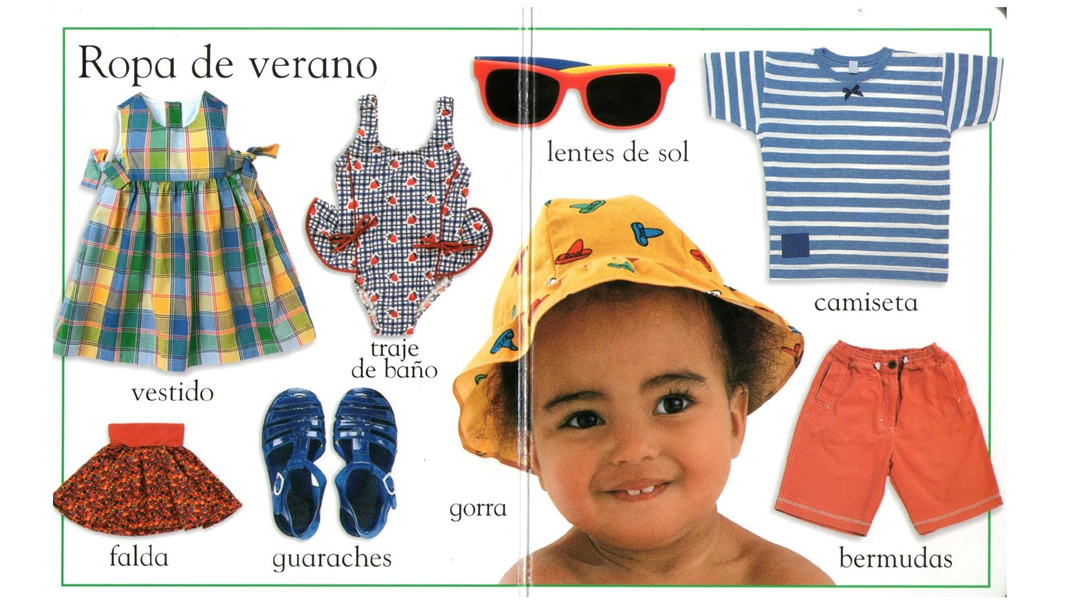 Ropa de verano
lentes de sol
camiseta
traje
de baño
vestido
gorra
falda
guaraches
bermudas